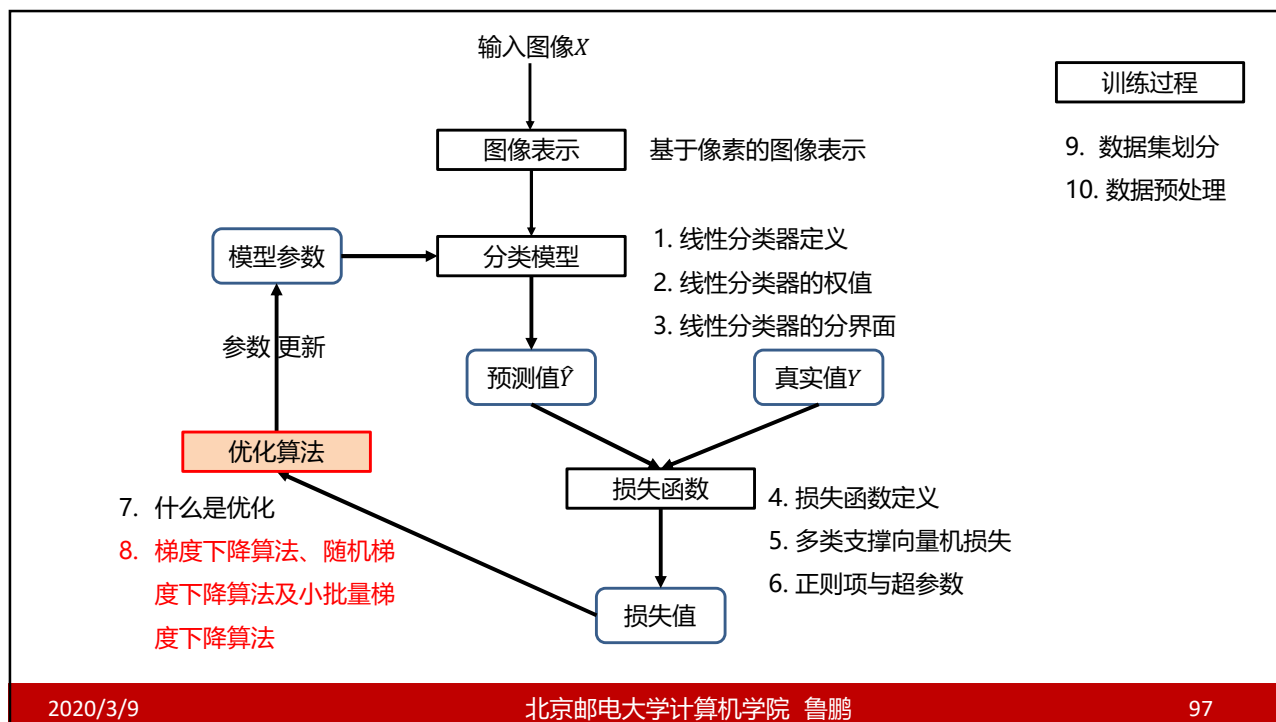 输入图像X
训练过程
图像表示
基于像素的图像表示
9. 数据集划分
10. 数据预处理
模型参数
分类模型
1. 线性分类器定义
2. 线性分类器的权值
3. 线性分类器的分界面
参数 更新
预测值Ŷ
真实值Y
优化算法
损失函数
4. 损失函数定义
5. 多类支撑向量机损失
6. 正则项与超参数
7. 什么是优化
8. 梯度下降算法、随机梯
度下降算法及小批量梯
度下降算法
损失值
2020/3/9
北京邮电大学计算机学院 鲁鹏
97